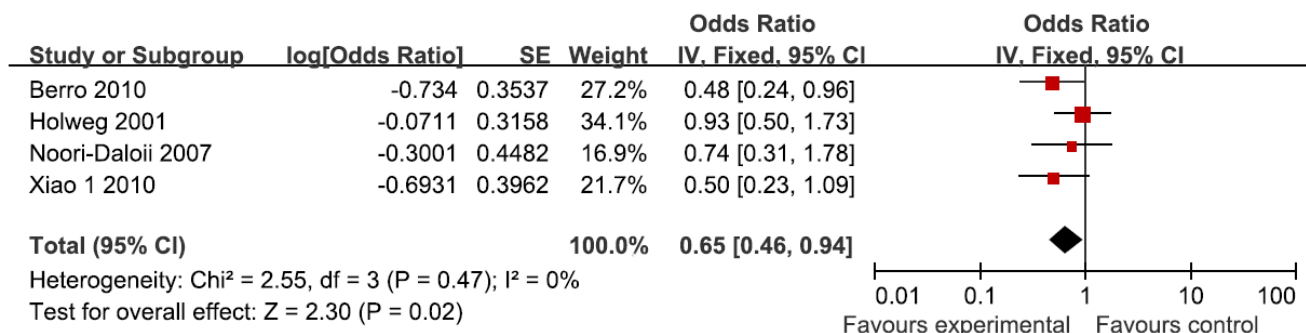 Odds Ratio Odds Ratio
Study or Subgroup log[Odds Ratio] SE Weight IV, Fixed, 95% CI IV, Fixed, 95% CI
Berro 2010 -0.734 0.3537 27.2% 0.48 [0.24, 0.96]
Holweg 2001 -0.0711 0.3158 34.1% 0.93 [0.50, 1.73]
Noori-Daloii 2007 -0.3001 0.4482 16.9% 0.74 [0.31, 1.78]
Xiao 1 2010 -0.6931 0.3962 21.7% 0.50 [0.23, 1.09]
Total (95% CI) 100.0% 0.65 [0.46, 0.94]
Heterogeneity: Chi² = 2.55, df = 3 (P = 0.47); I² = 0%
Test for overall effect: Z = 2.30 (P = 0.02)
0.01 0.1 1 10 100
Favours experimental Favours control